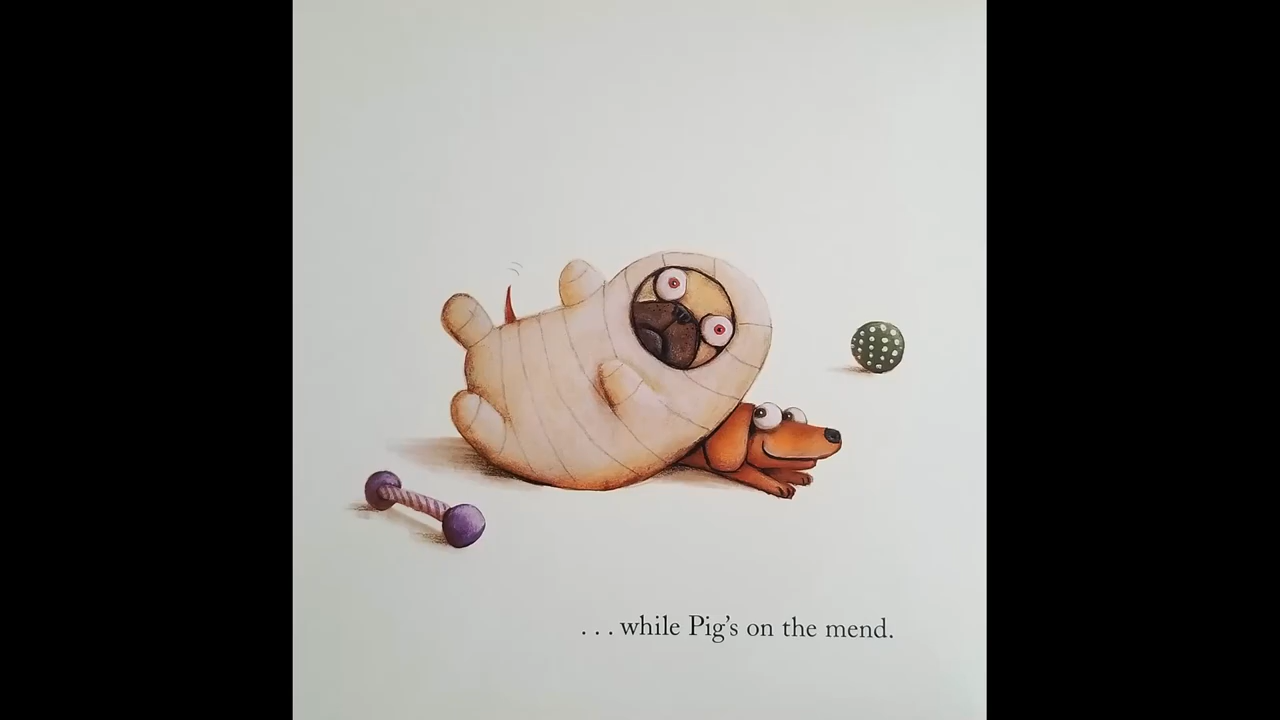 . . . while Pig’s on the mend.